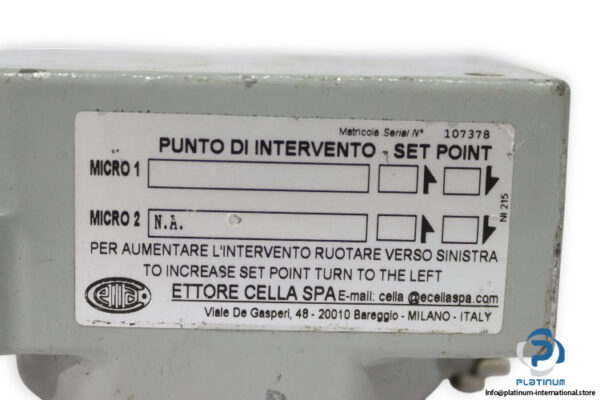 Matricola Serial N° 107378
PUNTO DI INTERVENTO - SET POINT
MICRO 1
MICRO 2 N.A.
NI 215
PER AUMENTARE L'INTERVENTO RUOTARE VERSO SINISTRA
TO INCREASE SET POINT TURN TO THE LEFT
ettore
ETTORE CELLA SPA E-mail: cella @ecellaspa.com
Viale De Gasperi, 48 - 20010 Bareggio - MILANO - ITALY
PLATINUM
info@platinum-international.store